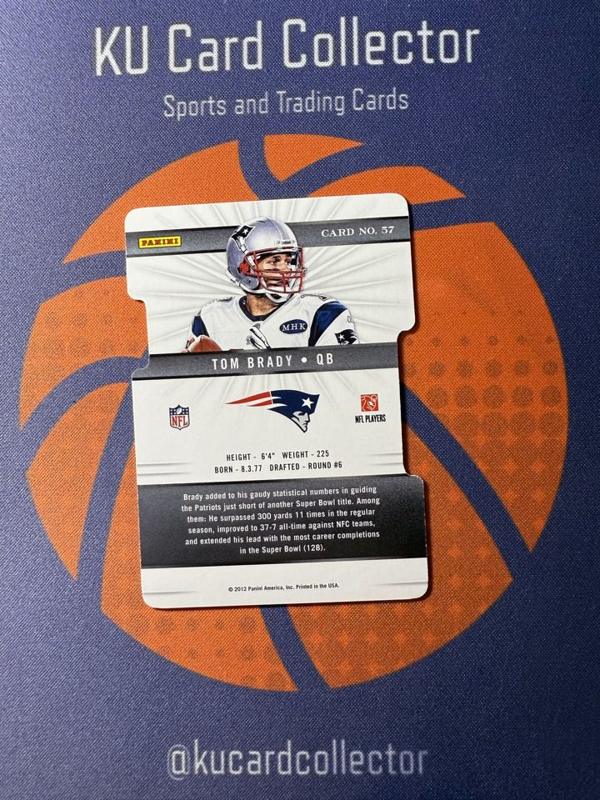 KU Card Collector
Sports and Trading Cards
PANINI
CARD NO. 57
MHK
TOM BRADY • QB
NFL
NFL PLAYERS
HEIGHT - 6'4" WEIGHT - 225
BORN - 8.3.77 DRAFTED - ROUND #6
Brady added to his gaudy statistical numbers in guiding
the Patriots just short of another Super Bowl title. Among
them: He surpassed 300 yards 11 times in the regular
season, improved to 37-7 all-time against NFC teams,
and extended his lead with the most career completions
in the Super Bowl (128).
© 2012 Panini America, Inc. Printed in the USA.
@kucardcollector